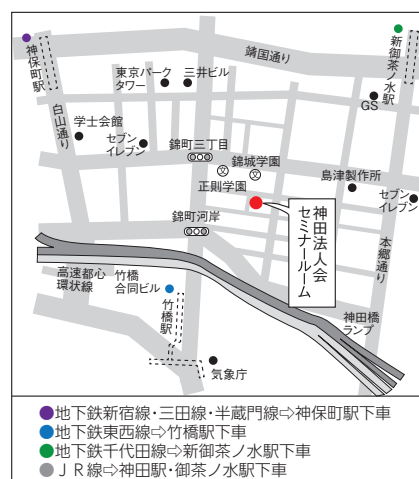 神保町駅
靖国通り
新御茶ノ水駅
東京パーク
タワー
三井ビル
GS
白山通り
学士会館
セブン
イレブン
錦町三丁目
錦城学園
文
文
正則学園
島津製作所
セブン
イレブン
錦町河岸
神田法人会
セミナールーム
本郷通り
高速都心
環状線
竹橋
合同ビル
竹橋駅
神田橋
ランプ
気象庁
●地下鉄新宿線・三田線・半蔵門線⇨神保町駅下車
●地下鉄東西線⇨竹橋駅下車
●地下鉄千代田線⇨新御茶ノ水駅下車
●ＪＲ線⇨神田駅・御茶ノ水駅下車